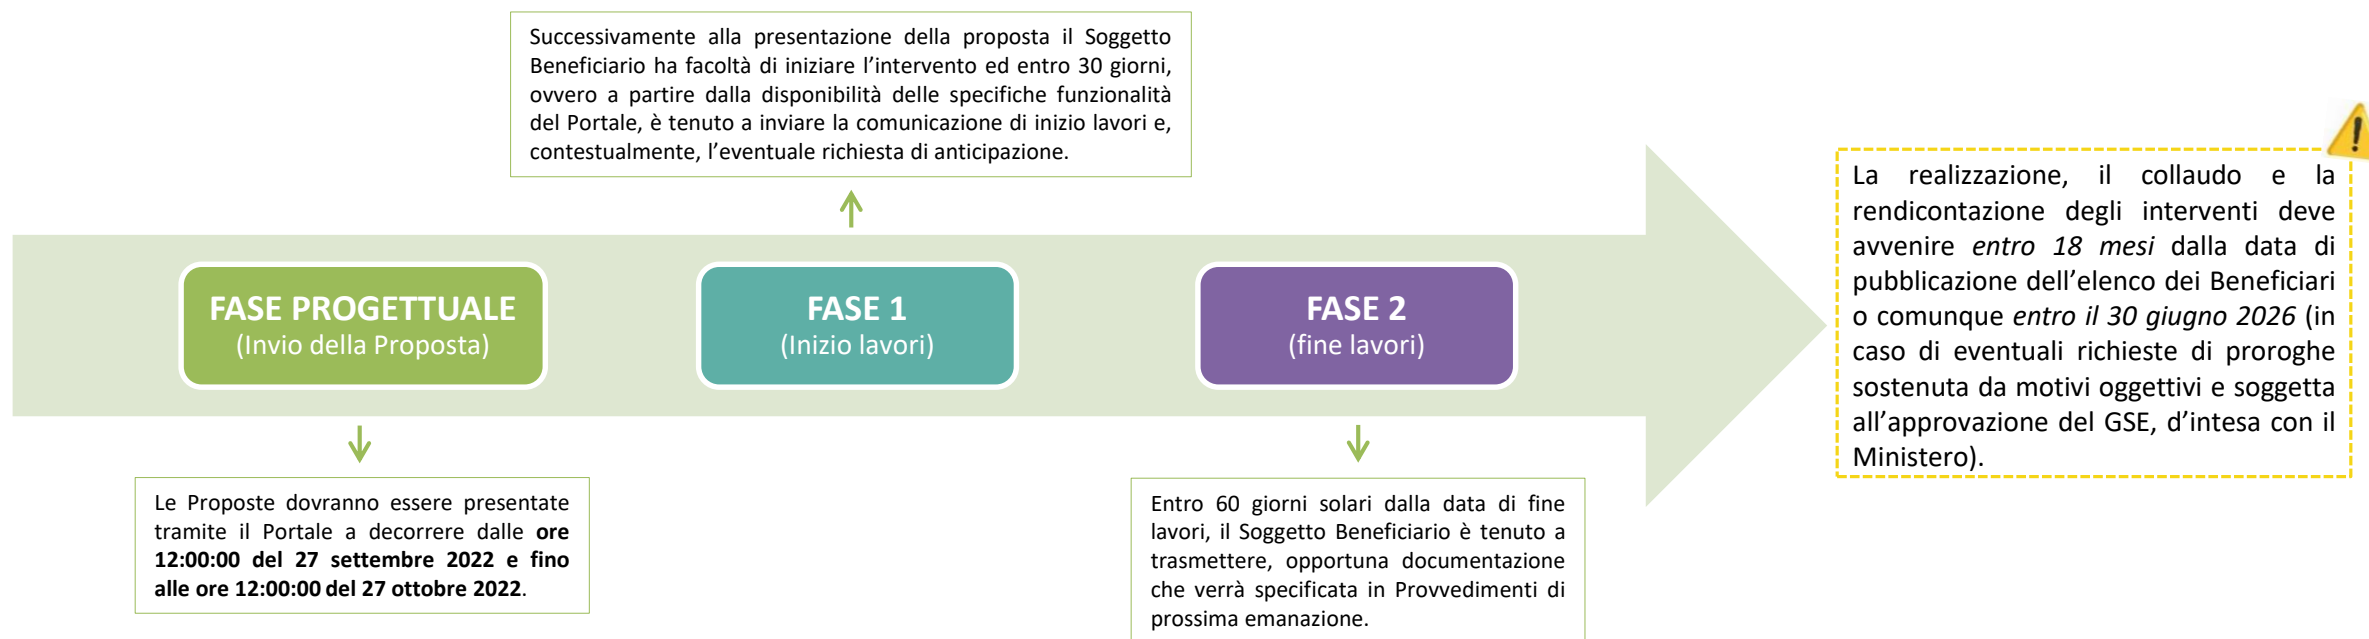 Successivamente alla presentazione della proposta il Soggetto
Beneficiario ha facoltà di iniziare l’intervento ed entro 30 giorni,
ovvero a partire dalla disponibilità delle specifiche funzionalità
del Portale, è tenuto a inviare la comunicazione di inizio lavori e,
contestualmente, l’eventuale richiesta di anticipazione.
FASE PROGETTUALE
(Invio della Proposta)
FASE 1
(Inizio lavori)
FASE 2
(fine lavori)
La realizzazione, il collaudo e la
rendicontazione degli interventi deve
avvenire entro 18 mesi dalla data di
pubblicazione dell’elenco dei Beneficiari
o comunque entro il 30 giugno 2026 (in
caso di eventuali richieste di proroghe
sostenuta da motivi oggettivi e soggetta
all’approvazione del GSE, d’intesa con il
Ministero).
Le Proposte dovranno essere presentate
tramite il Portale a decorrere dalle ore
12:00:00 del 27 settembre 2022 e fino
alle ore 12:00:00 del 27 ottobre 2022.
Entro 60 giorni solari dalla data di fine
lavori, il Soggetto Beneficiario è tenuto a
trasmettere, opportuna documentazione
che verrà specificata in Provvedimenti di
prossima emanazione.